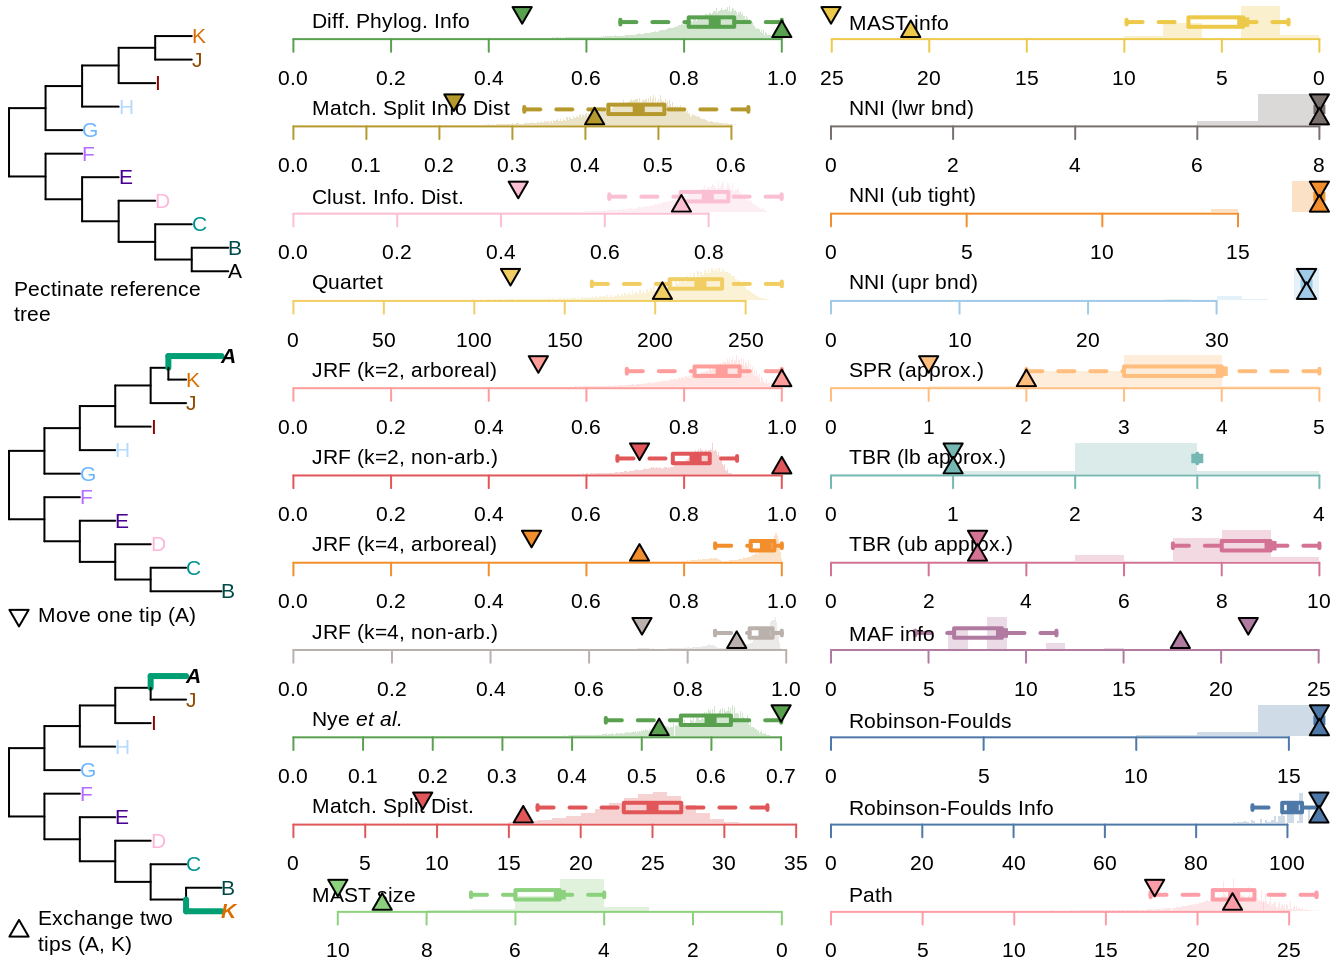 K
J
I
H
G
F
E
D
C
B
A
Pectinate reference
tree
A
K
J
I
H
G
F
E
D
C
B
Move one tip (A)
A
J
I
H
G
F
E
D
C
B
K
Exchange two
tips (A, K)
Diff. Phylog. Info
0.0 0.2 0.4 0.6 0.8 1.0
Match. Split Info Dist
0.0 0.1 0.2 0.3 0.4 0.5 0.6
Clust. Info. Dist.
0.0 0.2 0.4 0.6 0.8
Quartet
0 50 100 150 200 250
JRF (k=2, arboreal)
0.0 0.2 0.4 0.6 0.8 1.0
JRF (k=2, non-arb.)
0.0 0.2 0.4 0.6 0.8 1.0
JRF (k=4, arboreal)
0.0 0.2 0.4 0.6 0.8 1.0
JRF (k=4, non-arb.)
0.0 0.2 0.4 0.6 0.8 1.0
Nye et al.
0.0 0.1 0.2 0.3 0.4 0.5 0.6 0.7
Match. Split Dist.
0 5 10 15 20 25 30 35
MAST size
10 8 6 4 2 0
MAST info
25 20 15 10 5 0
NNI (lwr bnd)
0 2 4 6 8
NNI (ub tight)
0 5 10 15
NNI (upr bnd)
0 10 20 30
SPR (approx.)
0 1 2 3 4 5
TBR (lb approx.)
0 1 2 3 4
TBR (ub approx.)
0 2 4 6 8 10
MAF info
0 5 10 15 20 25
Robinson-Foulds
0 5 10 15
Robinson-Foulds Info
0 20 40 60 80 100
Path
0 5 10 15 20 25